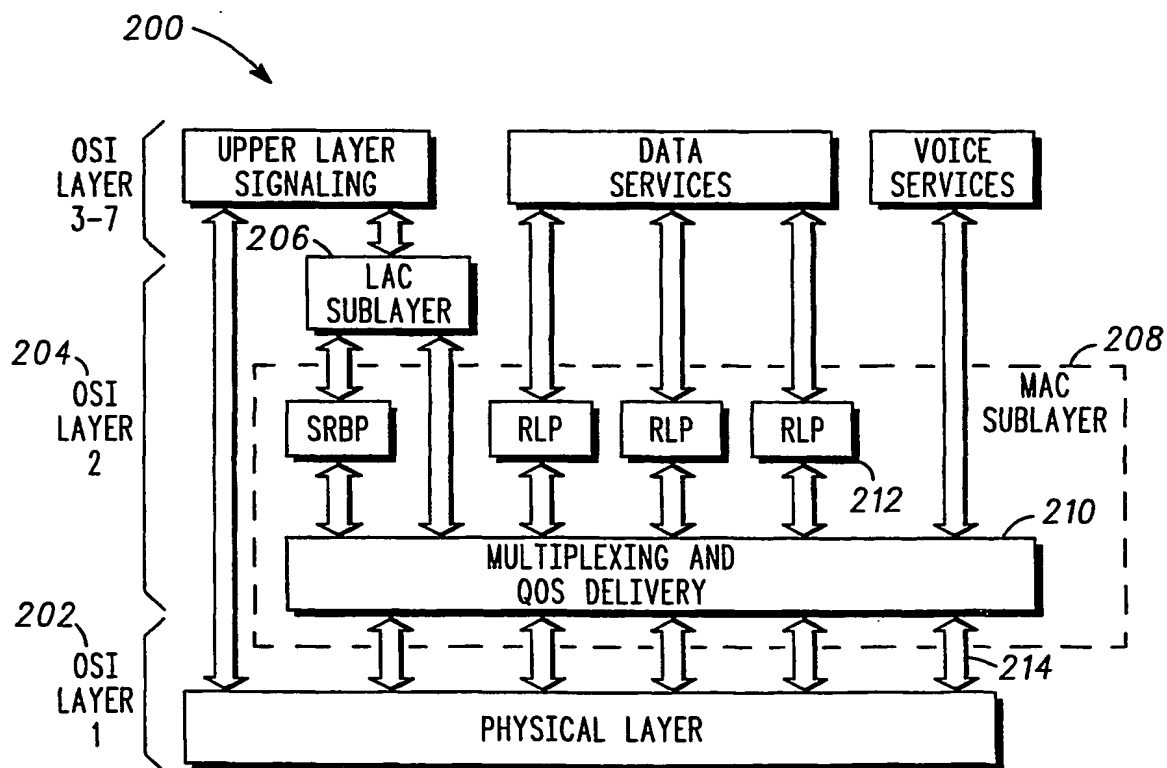 200
OSI
LAYER
3-7
UPPER LAYER
SIGNALING
DATA
SERVICES
VOICE
SERVICES
206
LAC
SUBLAYER
204
OSI
LAYER
2
208
MAC
SUBLAYER
SRBP
RLP
RLP
RLP
212
210
MULTIPLEXING AND
QOS DELIVERY
202
OSI
LAYER
1
214
PHYSICAL LAYER